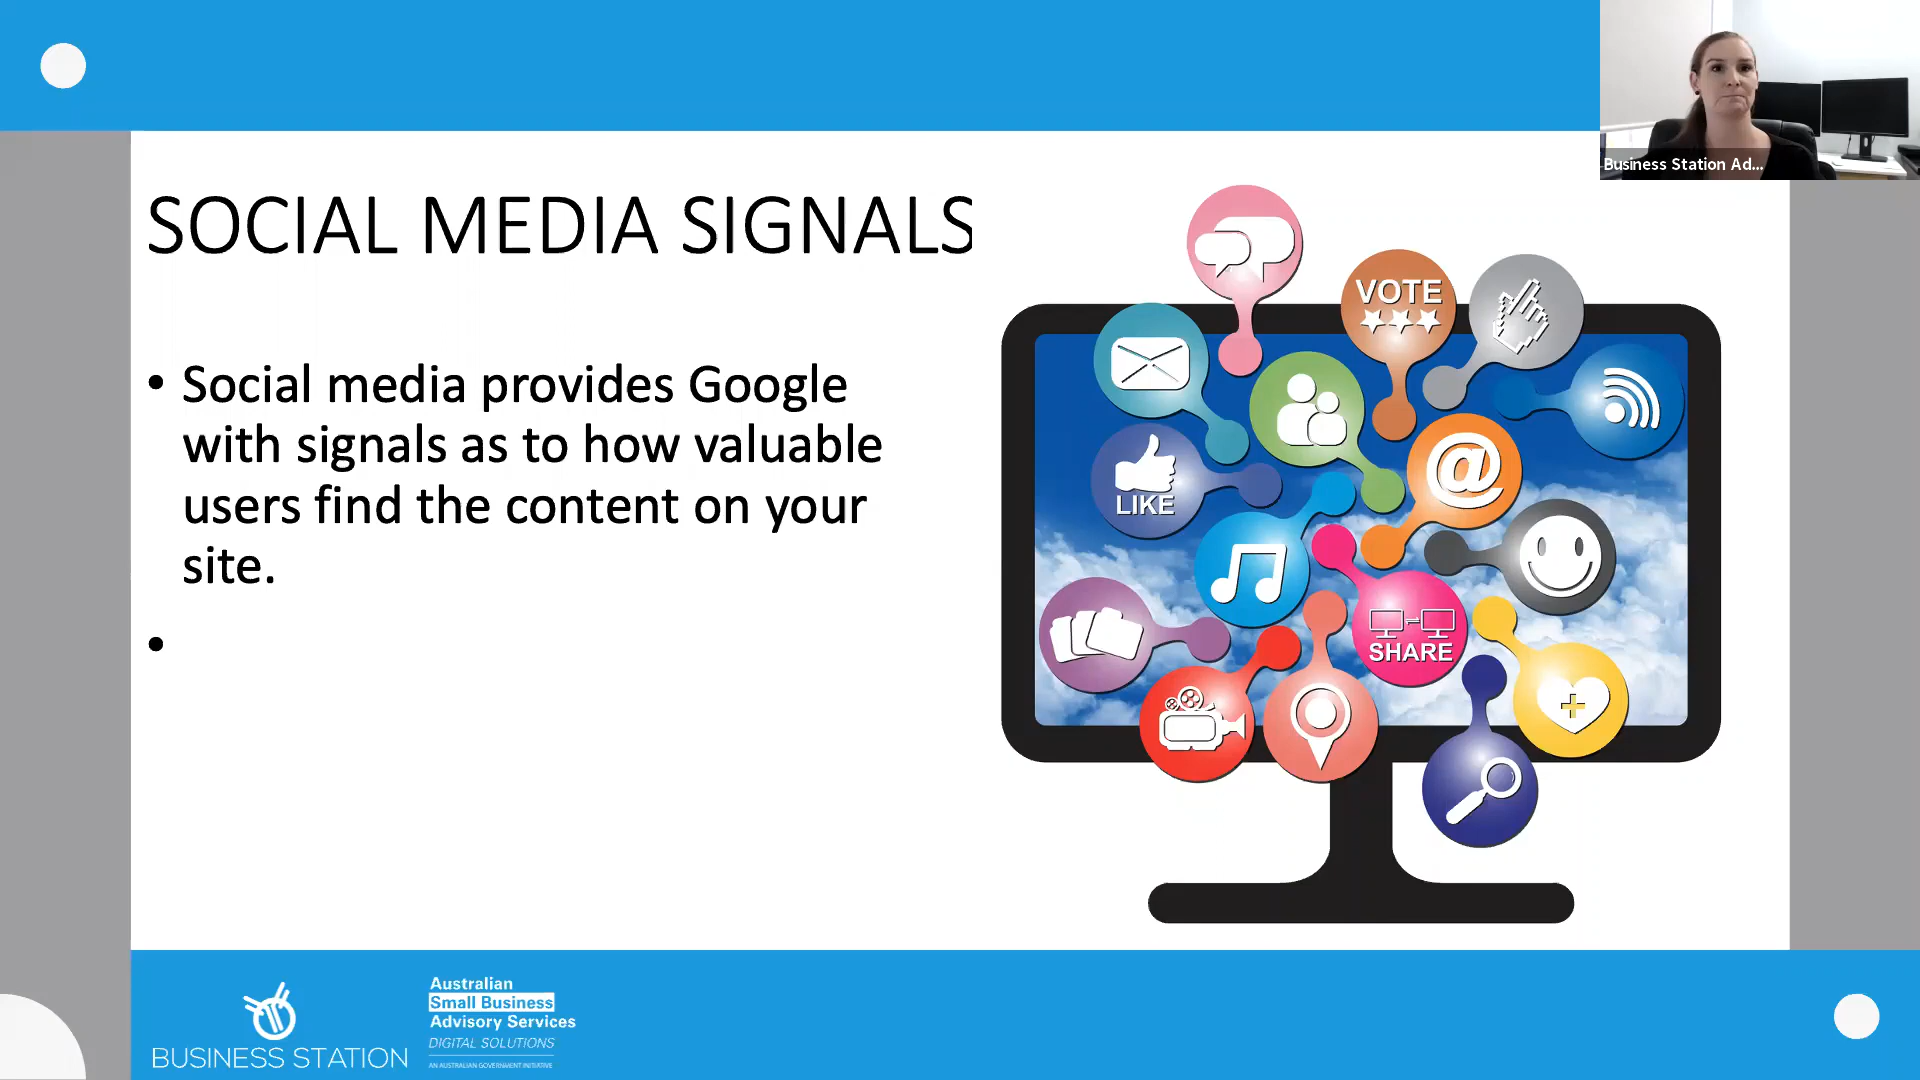 Business Station Ad...
SOCIAL MEDIA SIGNALS
• Social media provides Google
with signals as to how valuable
users find the content on your
site.
•
VOTE
LIKE
@
SHARE
BUSINESS STATION
Australian
Small Business
Advisory Services
DIGITAL SOLUTIONS
AN AUSTRALIAN GOVERNMENT INITIATIVE